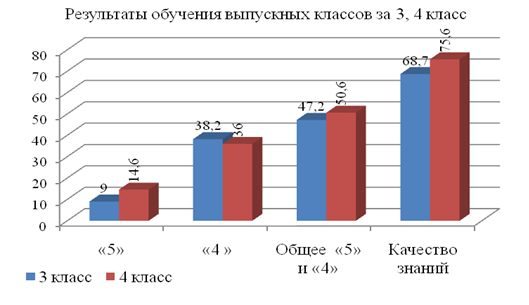 Результаты обучения выпускных классов за 3, 4 класс
80
70
60
50
40
30
20
10
0
9
14,6
38,2
36
47,2
50,6
68,7
75,6
«5»
«4 »
Общее «5»
и «4»
Качество
знаний
3 класс
4 класс